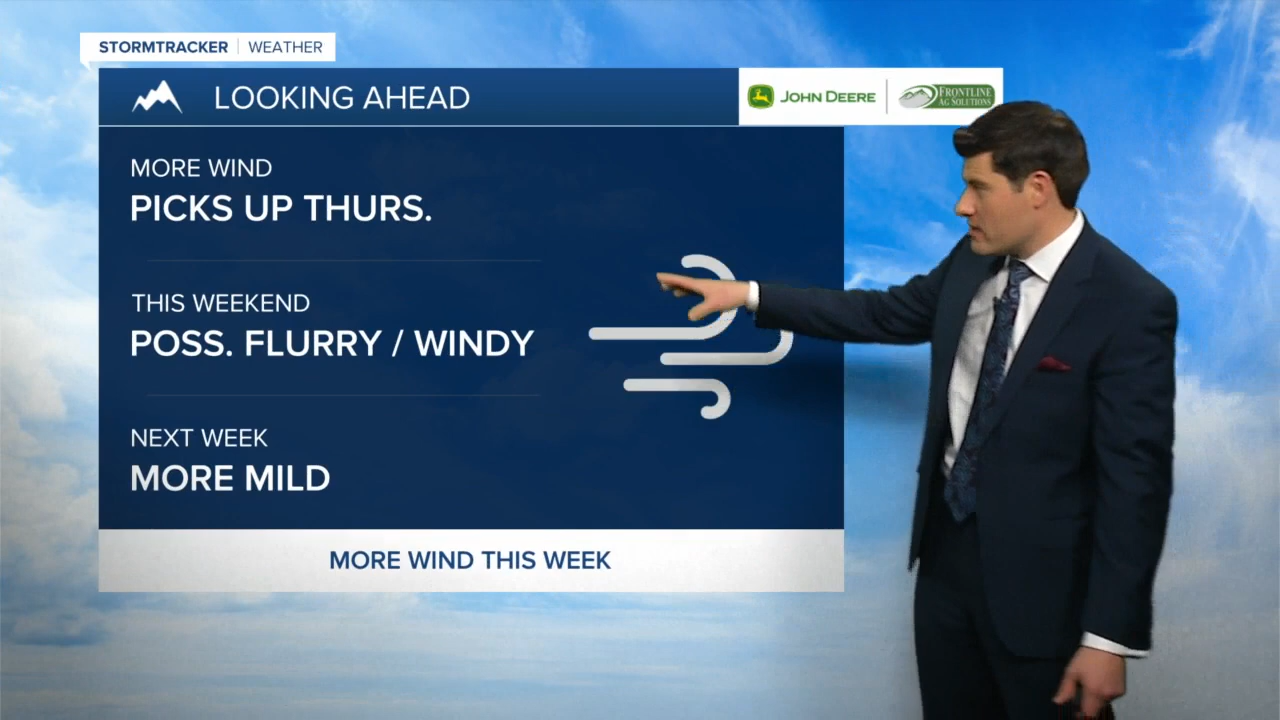 STORMTRACKER | WEATHER
LOOKING AHEAD
JOHN DEERE
FRONTLINE
AG SOLUTIONS
MORE WIND
PICKS UP THURS.
THIS WEEKEND
POSS. FLURRY / WINDY
NEXT WEEK
MORE MILD
MORE WIND THIS WEEK